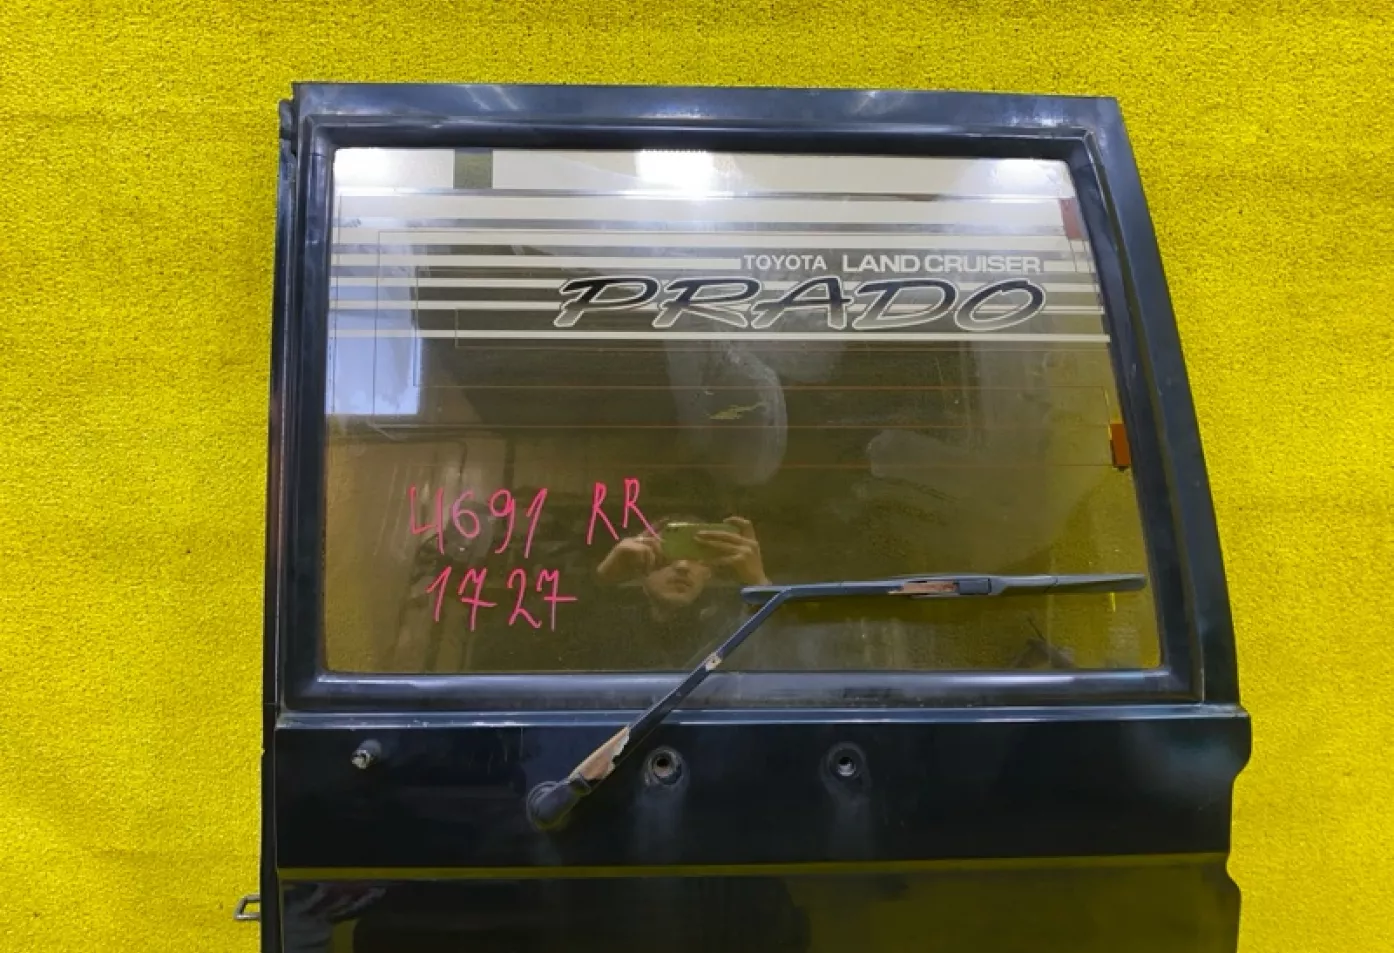 TOYOTA LAND CRUISER
PRADO
4691 RR
1727